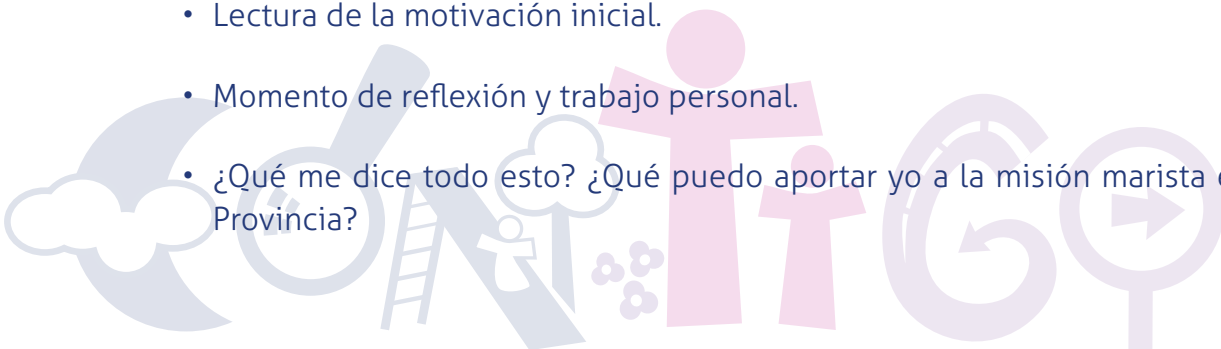 • Lectura de la motivación inicial.
• Momento de reflexión y trabajo personal.
• ¿Qué me dice todo esto? ¿Qué puedo aportar yo a la misión marista
Provincia?
CONTIGO